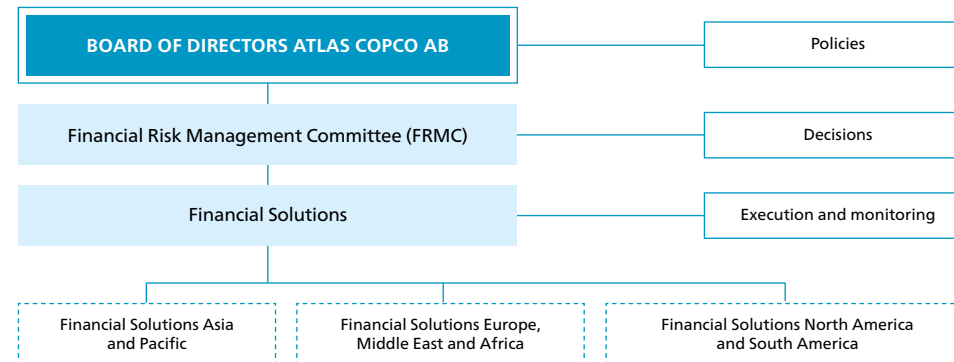 BOARD OF DIRECTORS ATLAS COPCO AB
Policies
Financial Risk Management Committee (FRMC)
Decisions
Financial Solutions
Execution and monitoring
Financial Solutions Asia
and Pacific
Financial Solutions Europe,
Middle East and Africa
Financial Solutions North America
and South America